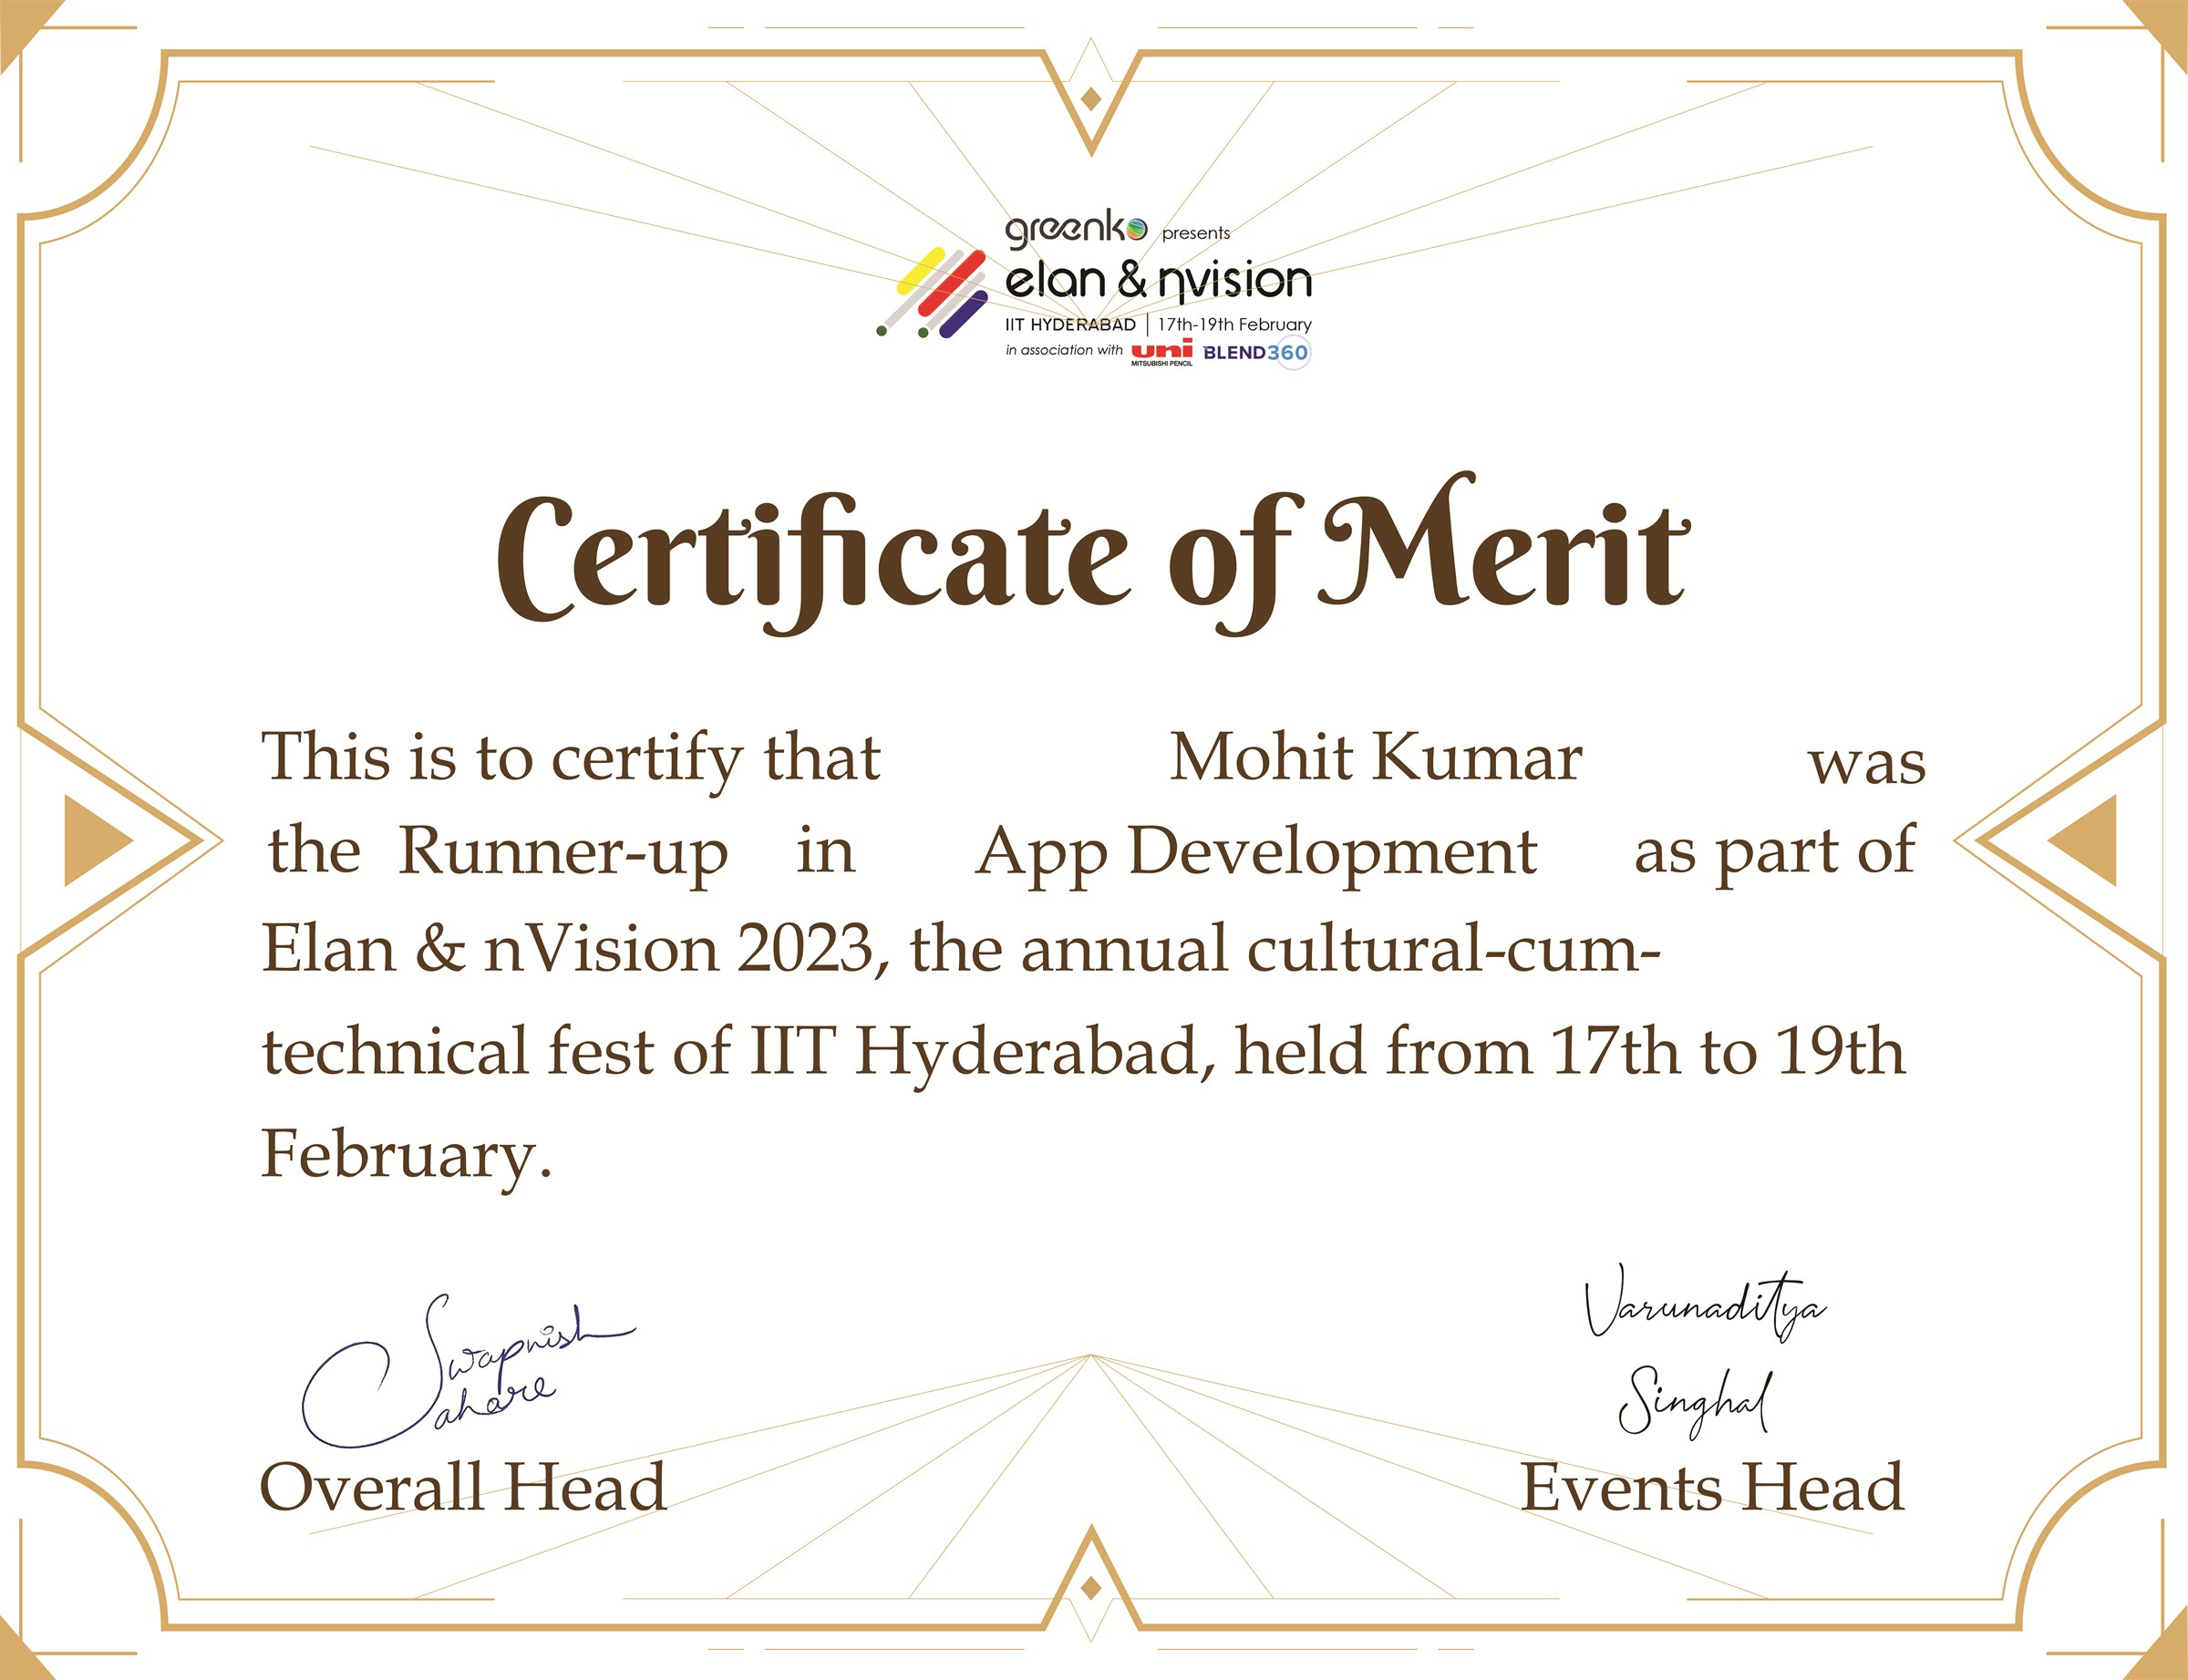 greenko presents
elan & ηvision
IIT HYDERABAD | 17th-19th February
in association with uni MITSUBISHI PENCIL BLEND360
Certificate of Merit
This is to certify that Mohit Kumar was
the Runner-up in App Development as part of
Elan & nVision 2023, the annual cultural-cum-
technical fest of IIT Hyderabad, held from 17th to 19th
February.
Swapnish
Sahare
Varunaditya
Singhal
Overall Head
Events Head